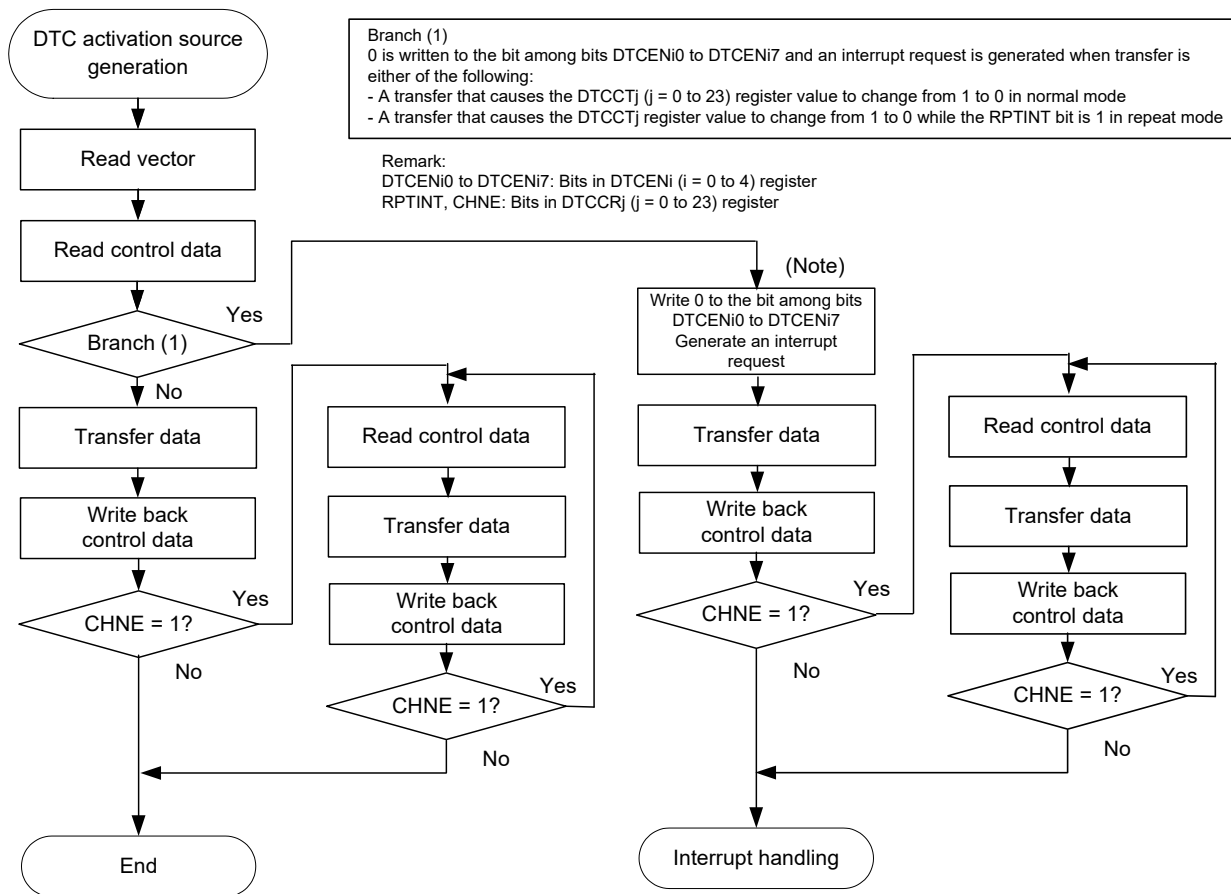 DTC activation source
generation
Branch (1)
0 is written to the bit among bits DTCENi0 to DTCENi7 and an interrupt request is generated when transfer is
either of the following:
- A transfer that causes the DTCCTj (j = 0 to 23) register value to change from 1 to 0 in normal mode
- A transfer that causes the DTCCTj register value to change from 1 to 0 while the RPTINT bit is 1 in repeat mode
Remark:
DTCENi0 to DTCENi7: Bits in DTCENi (i = 0 to 4) register
RPTINT, CHNE: Bits in DTCCRj (j = 0 to 23) register
Read vector
Read control data
Branch (1)
Yes
No
Transfer data
Write back
control data
CHNE = 1?
Yes
No
Read control data
Transfer data
Write back
control data
CHNE = 1?
Yes
No
End
(Note)
Write 0 to the bit among bits
DTCENi0 to DTCENi7
Generate an interrupt
request
Transfer data
Write back
control data
CHNE = 1?
Yes
No
Read control data
Transfer data
Write back
control data
CHNE = 1?
Yes
No
Interrupt handling